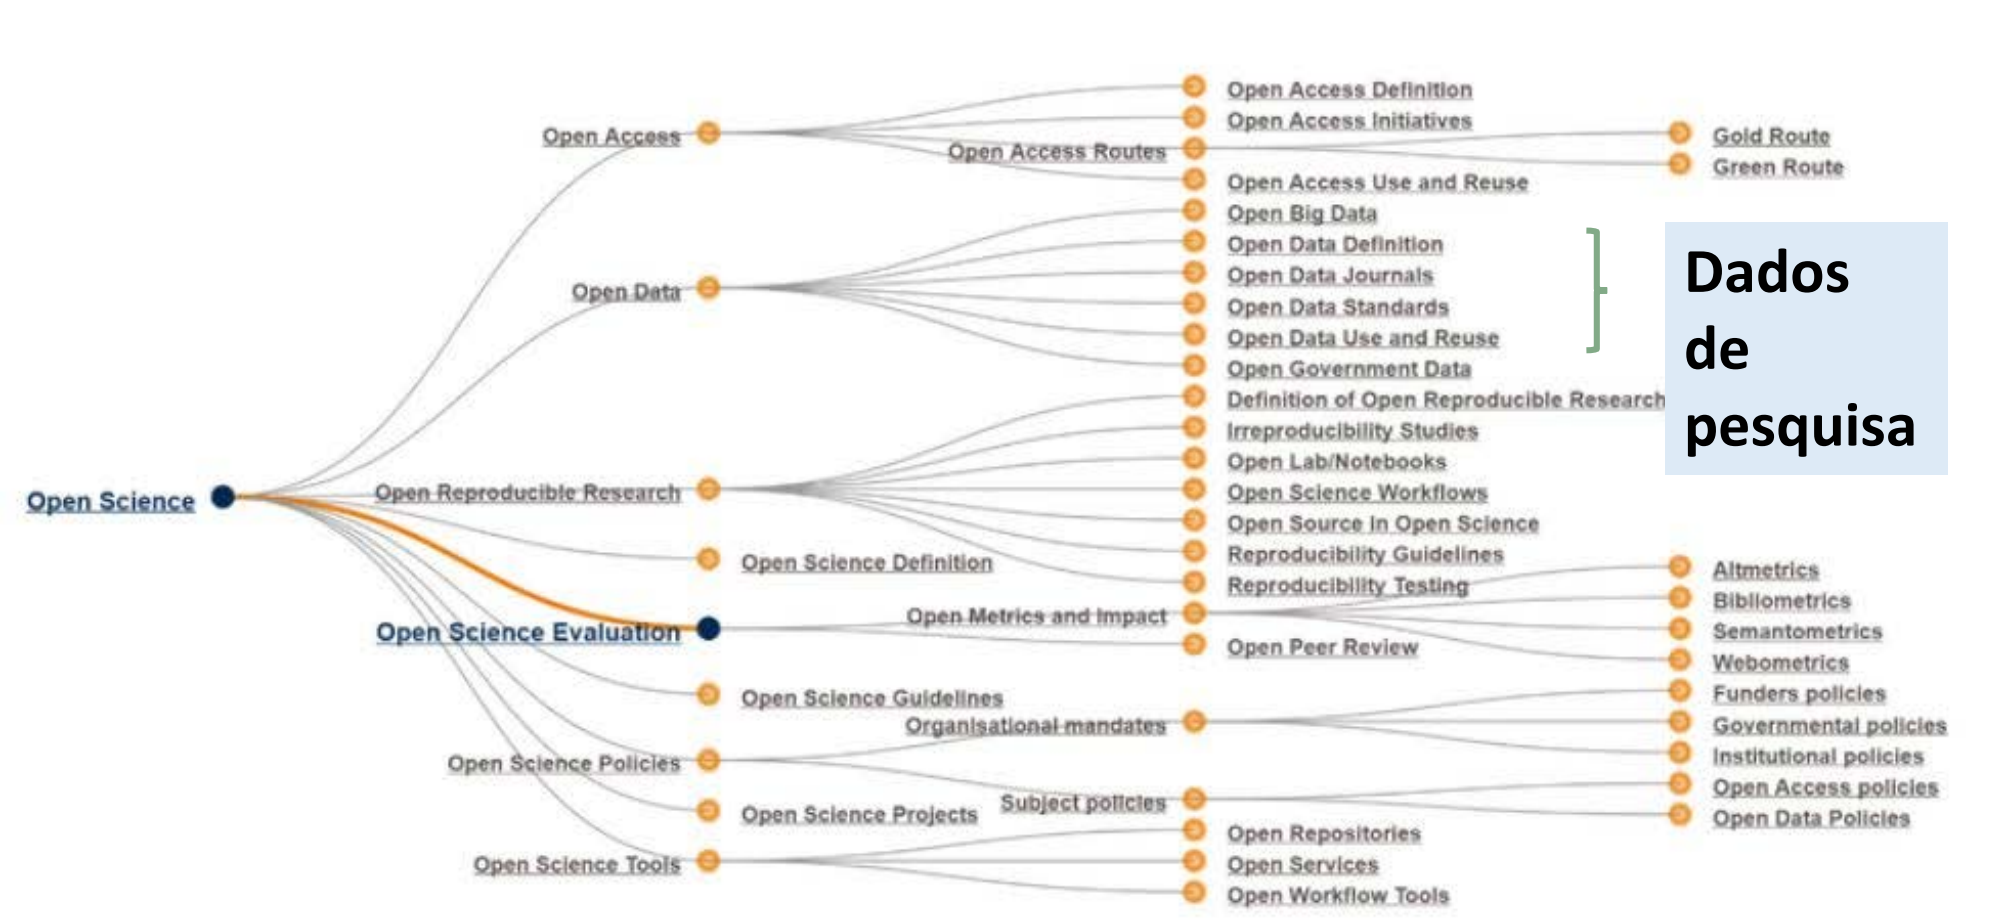 Open Access Definition
Open Access Initiatives
Open Access
Gold Route
Open Access Routes
Green Route
Open Access Use and Reuse
Open Big Data
Open Data Definition
Open Data Journals
Open Data
Open Data Standards
Open Data Use and Reuse
Open Government Data
Dados
de
pesquisa
Definition of Open Reproducible Research
Irreproducibility Studies
Open Lab/Notebooks
Open Reproducible Research
Open Science Workflows
Open Science
Open Source in Open Science
Reproducibility Guidelines
Open Science Definition
Altmetrics
Reproducibility Testing
Bibliometrics
Open Metrics and Impact
Open Science Evaluation
Semantometrics
Open Peer Review
Webometrics
Funders policies
Open Science Guidelines
Organisational mandates
Governmental policies
Institutional policies
Open Science Policies
Open Access policies
Subject policies
Open Science Projects
Open Data Policies
Open Repositories
Open Science Tools
Open Services
Open Workflow Tools